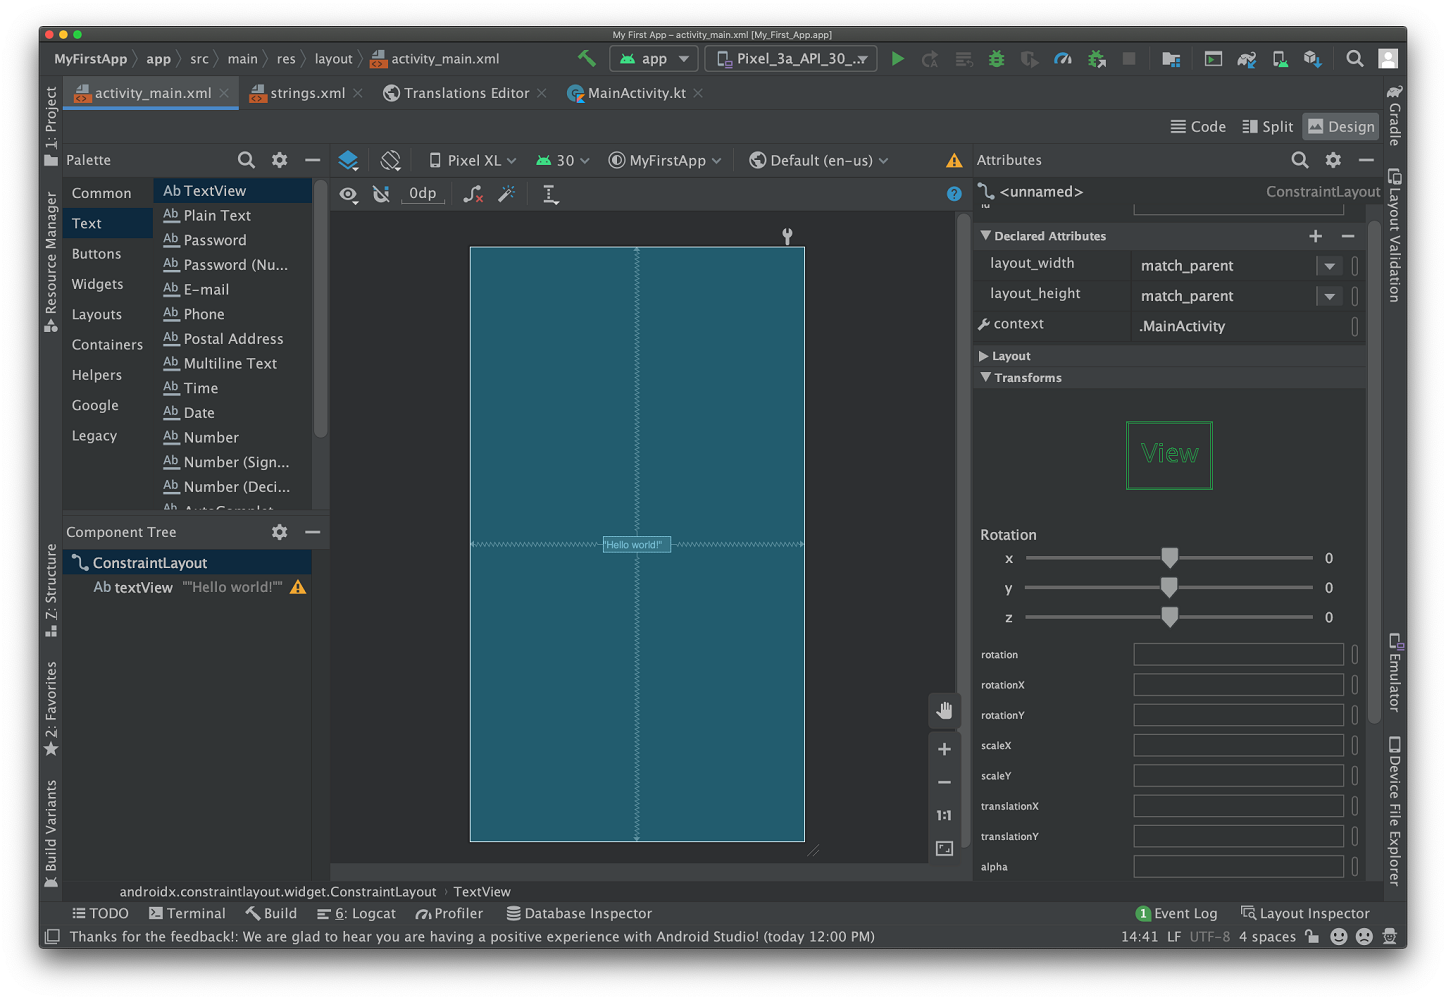 My First App – activity_main.xml [My_First_App.app]
MyFirstApp app src main res layout activity_main.xml app Pixel_3a_API_30_...
activity_main.xml strings.xml Translations Editor MainActivity.kt
Code Split Design
Palette
Common
Text
Buttons
Widgets
Layouts
Containers
Helpers
Google
Legacy
Ab TextView
Ab Plain Text
Ab Password
Ab Password (Nu...
Ab E-mail
Ab Phone
Ab Postal Address
Ab Multiline Text
Ab Time
Ab Date
Ab Number
Ab Number (Sign...
Ab Number (Deci...
Component Tree
ConstraintLayout
Ab textView ""Hello world!""
Pixel XL 30 MyFirstApp Default (en-us)
0dp
"Hello world!"
1:1
Attributes
<unnamed> ConstraintLayout
Declared Attributes
layout_width match_parent
layout_height match_parent
context .MainActivity
Layout
Transforms
View
Rotation
x 0
y 0
z 0
rotation
rotationX
rotationY
scaleX
scaleY
translationX
translationY
alpha
1: Project
Resource Manager
Z: Structure
2: Favorites
Build Variants
Gradle
Layout Validation
Emulator
Device File Explorer
androidx.constraintlayout.widget.ConstraintLayout TextView
TODO Terminal Build 6: Logcat Profiler Database Inspector 1 Event Log Layout Inspector
Thanks for the feedback!: We are glad to hear you are having a positive experience with Android Studio! (today 12:00 PM) 14:41 LF UTF-8 4 spaces